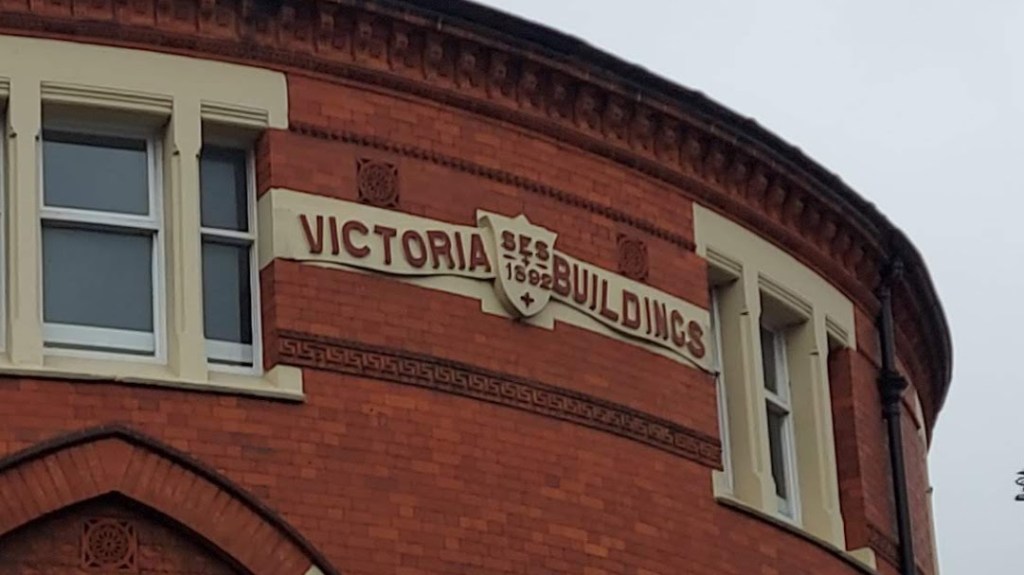 VICTORIA
SES
1892
BUILDINGS